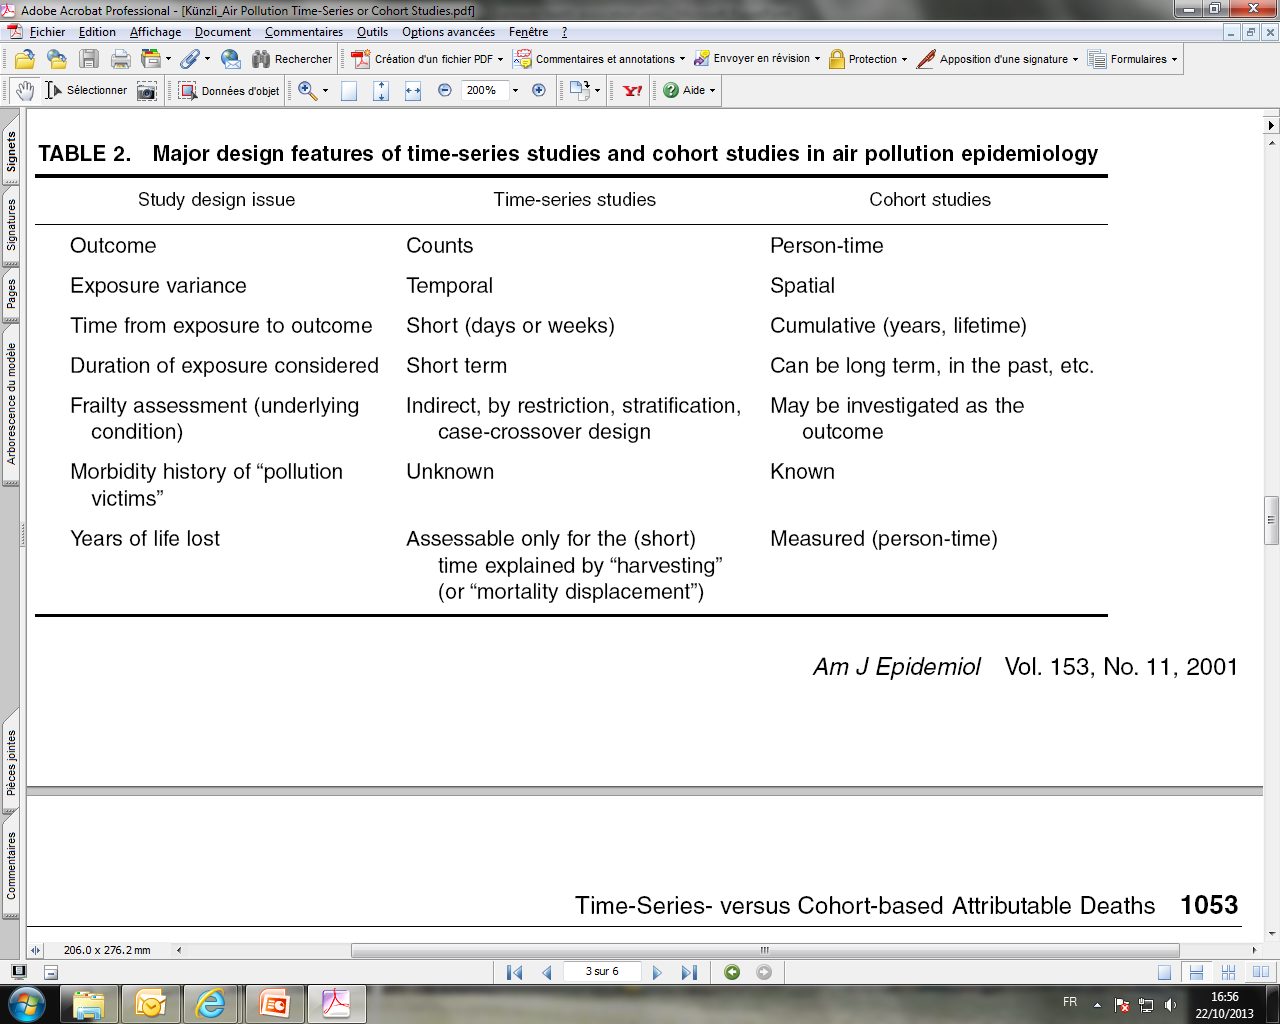 Adobe Acrobat Professional - [Künzli_Air Pollution Time-Series or Cohort Studies.pdf]
Fichier Edition Affichage Document Commentaires Outils Options avancées Fenêtre ?
Rechercher Création d'un fichier PDF Commentaires et annotations Envoyer en révision Protection Apposition d'une signature Formulaires
Sélectionner Données d'objet 200% Y! Aide
Signets
Signatures
Pages
Arborescence du modèle
Pièces jointes
Commentaires
TABLE 2. Major design features of time-series studies and cohort studies in air pollution epidemiology
Study design issue Time-series studies Cohort studies
Outcome Counts Person-time
Exposure variance Temporal Spatial
Time from exposure to outcome Short (days or weeks) Cumulative (years, lifetime)
Duration of exposure considered Short term Can be long term, in the past, etc.
Frailty assessment (underlying Indirect, by restriction, stratification, May be investigated as the
condition) case-crossover design outcome
Morbidity history of “pollution Unknown Known
victims”
Years of life lost Assessable only for the (short) Measured (person-time)
time explained by “harvesting”
(or “mortality displacement”)
Am J Epidemiol Vol. 153, No. 11, 2001
Time-Series- versus Cohort-based Attributable Deaths 1053
206.0 x 276.2 mm
3 sur 6
FR 16:56
22/10/2013